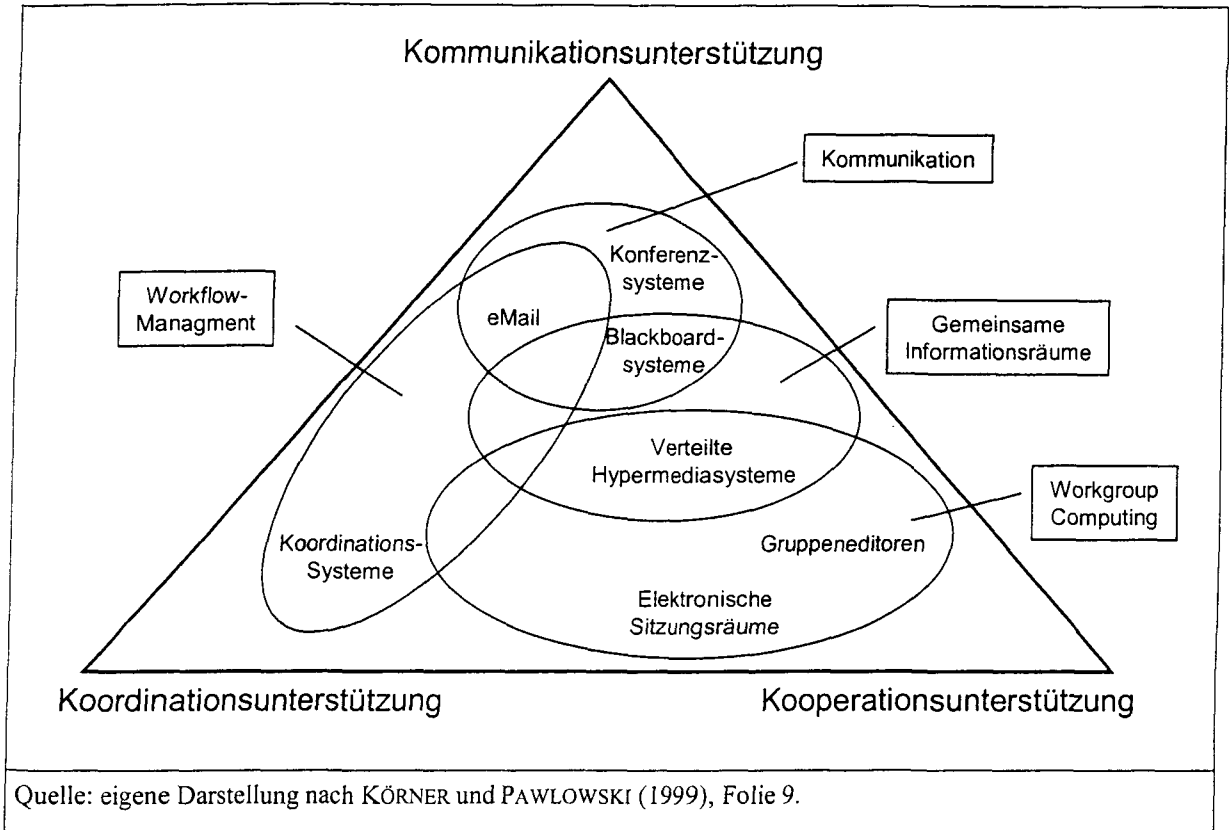 Kommunikationsunterstützung
Kommunikation
Konferenz-
systeme
Workflow-
Managment
eMail
Blackboard-
systeme
Gemeinsame
Informationsräume
Verteilte
Hypermediasysteme
Workgroup
Computing
Koordinations-
Systeme
Gruppeneditoren
Elektronische
Sitzungsräume
Koordinationsunterstützung
Kooperationsunterstützung
Quelle: eigene Darstellung nach KÖRNER und PAWLOWSKI (1999), Folie 9.